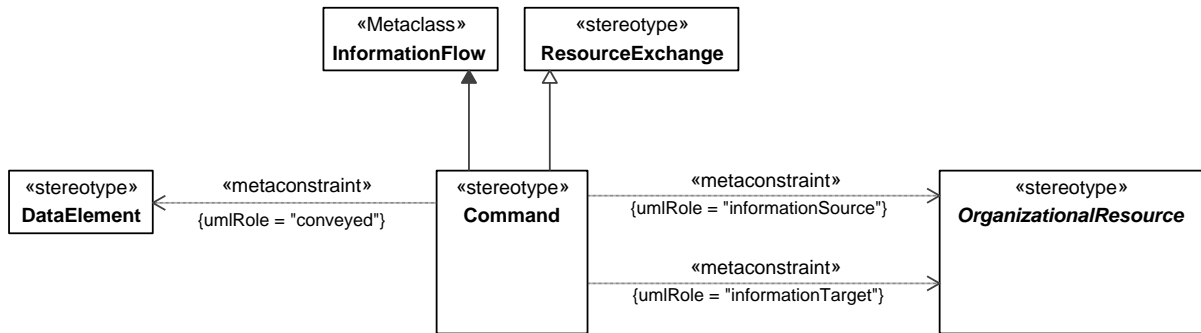 «Metaclass»
InformationFlow
«stereotype»
ResourceExchange
«stereotype»
DataElement
«metaconstraint»
{umlRole = "conveyed"}
«stereotype»
Command
«metaconstraint»
{umlRole = "informationSource"}
«metaconstraint»
{umlRole = "informationTarget"}
«stereotype»
OrganizationalResource